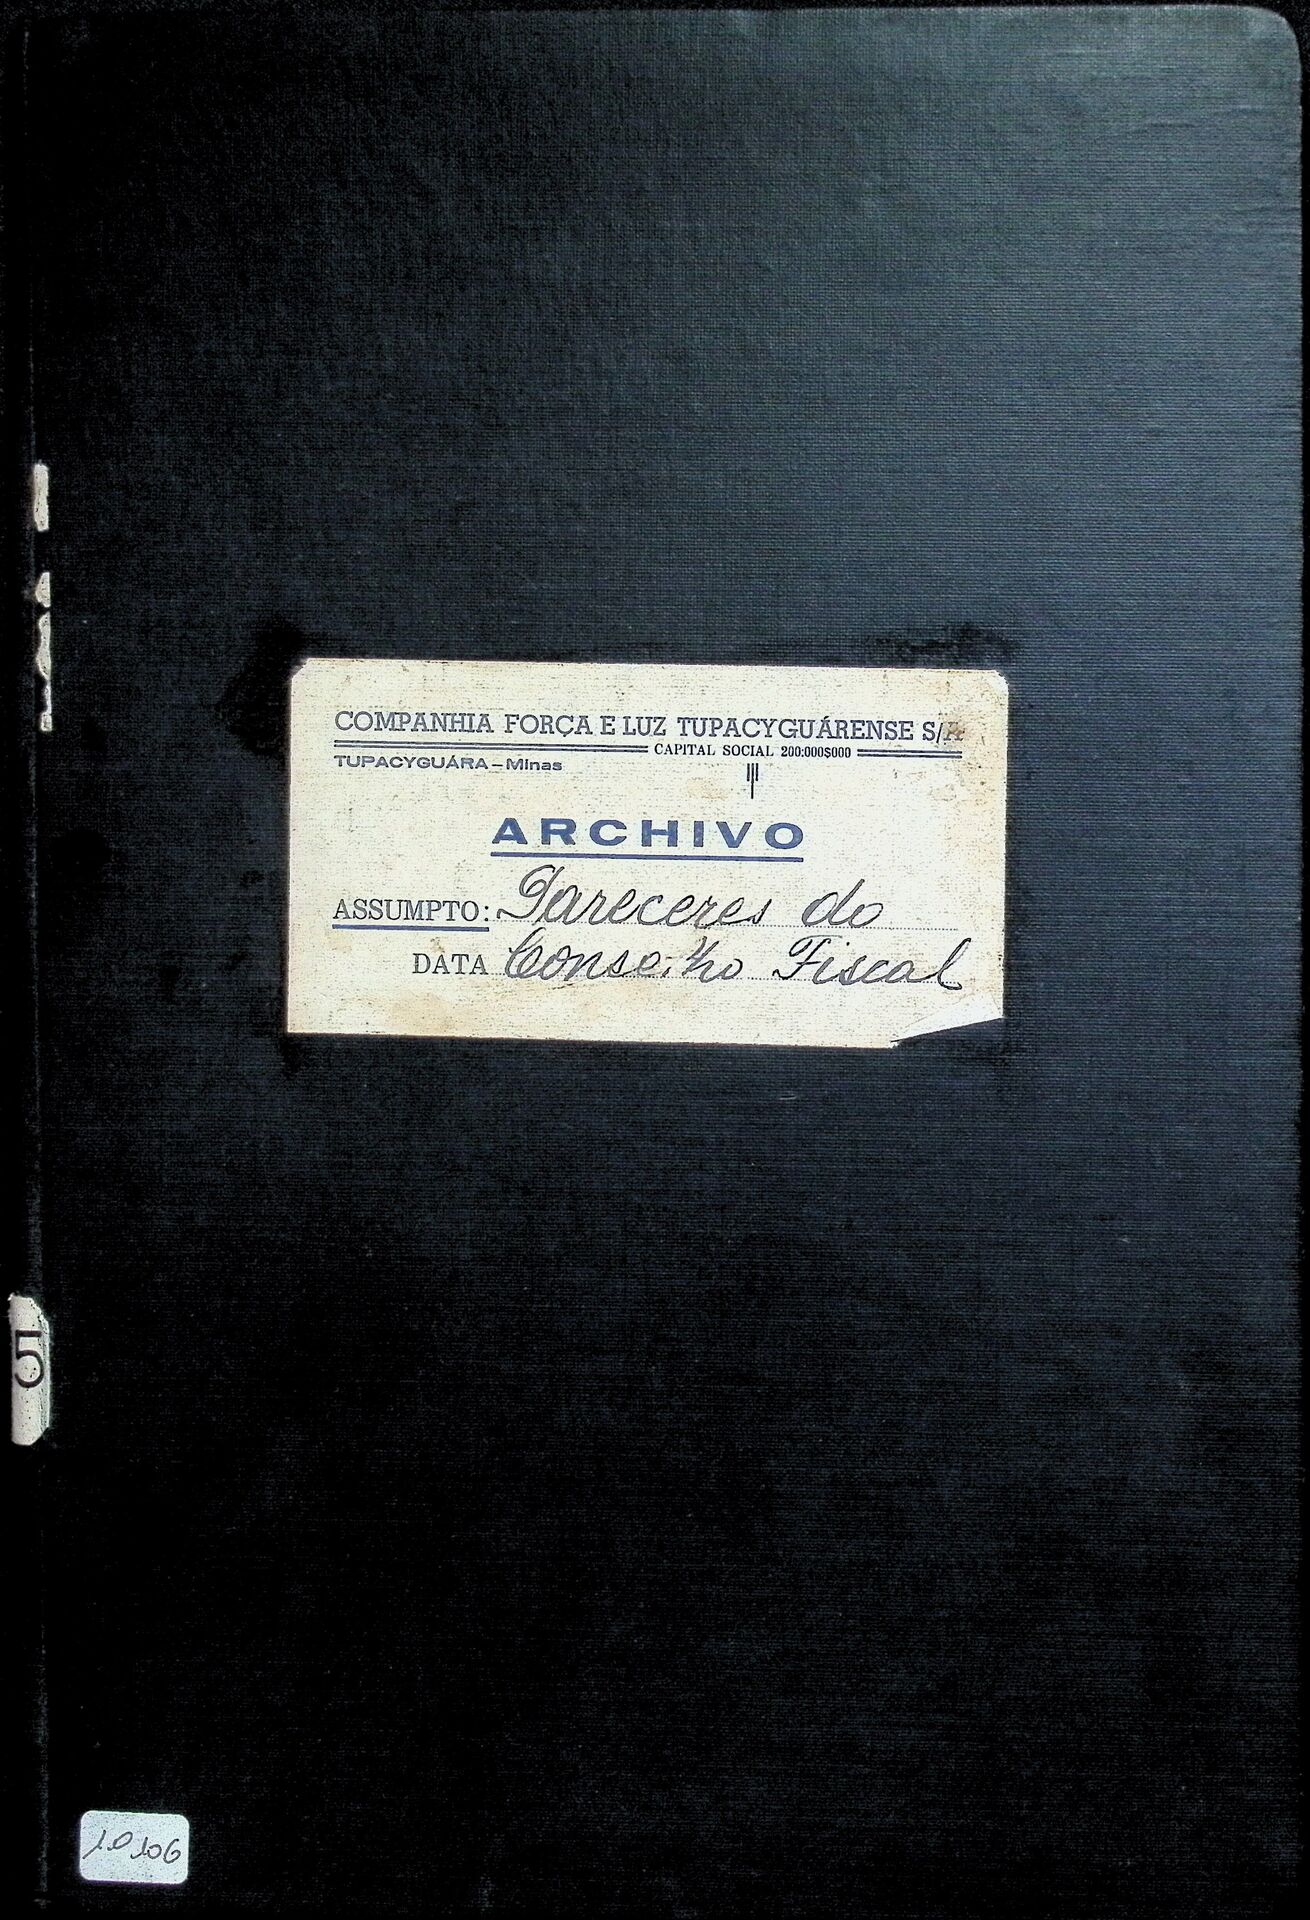 COMPANHIA FORÇA E LUZ TUPACYGUÁRENSE S/A
CAPITAL SOCIAL 200:000$000
TUPACYGUÁRA – Minas
ARCHIVO
ASSUMPTO: Pareceres do
DATA Conselho Fiscal
5
10106